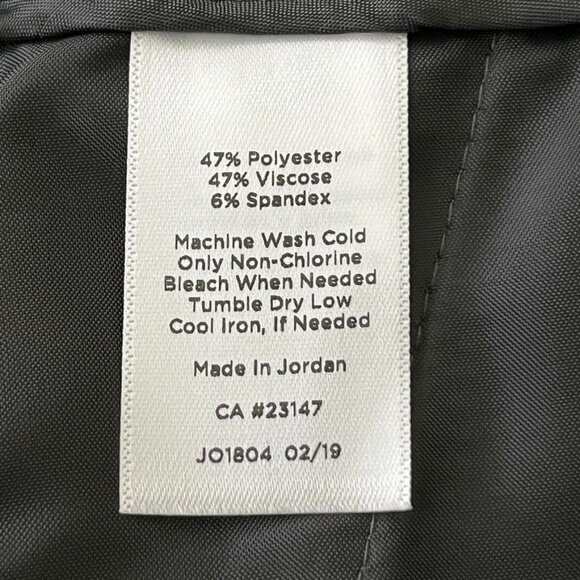 47% Polyester
47% Viscose
6% Spandex
Machine Wash Cold
Only Non-Chlorine
Bleach When Needed
Tumble Dry Low
Cool Iron, If Needed
Made In Jordan
CA #23147
JO1804 02/19